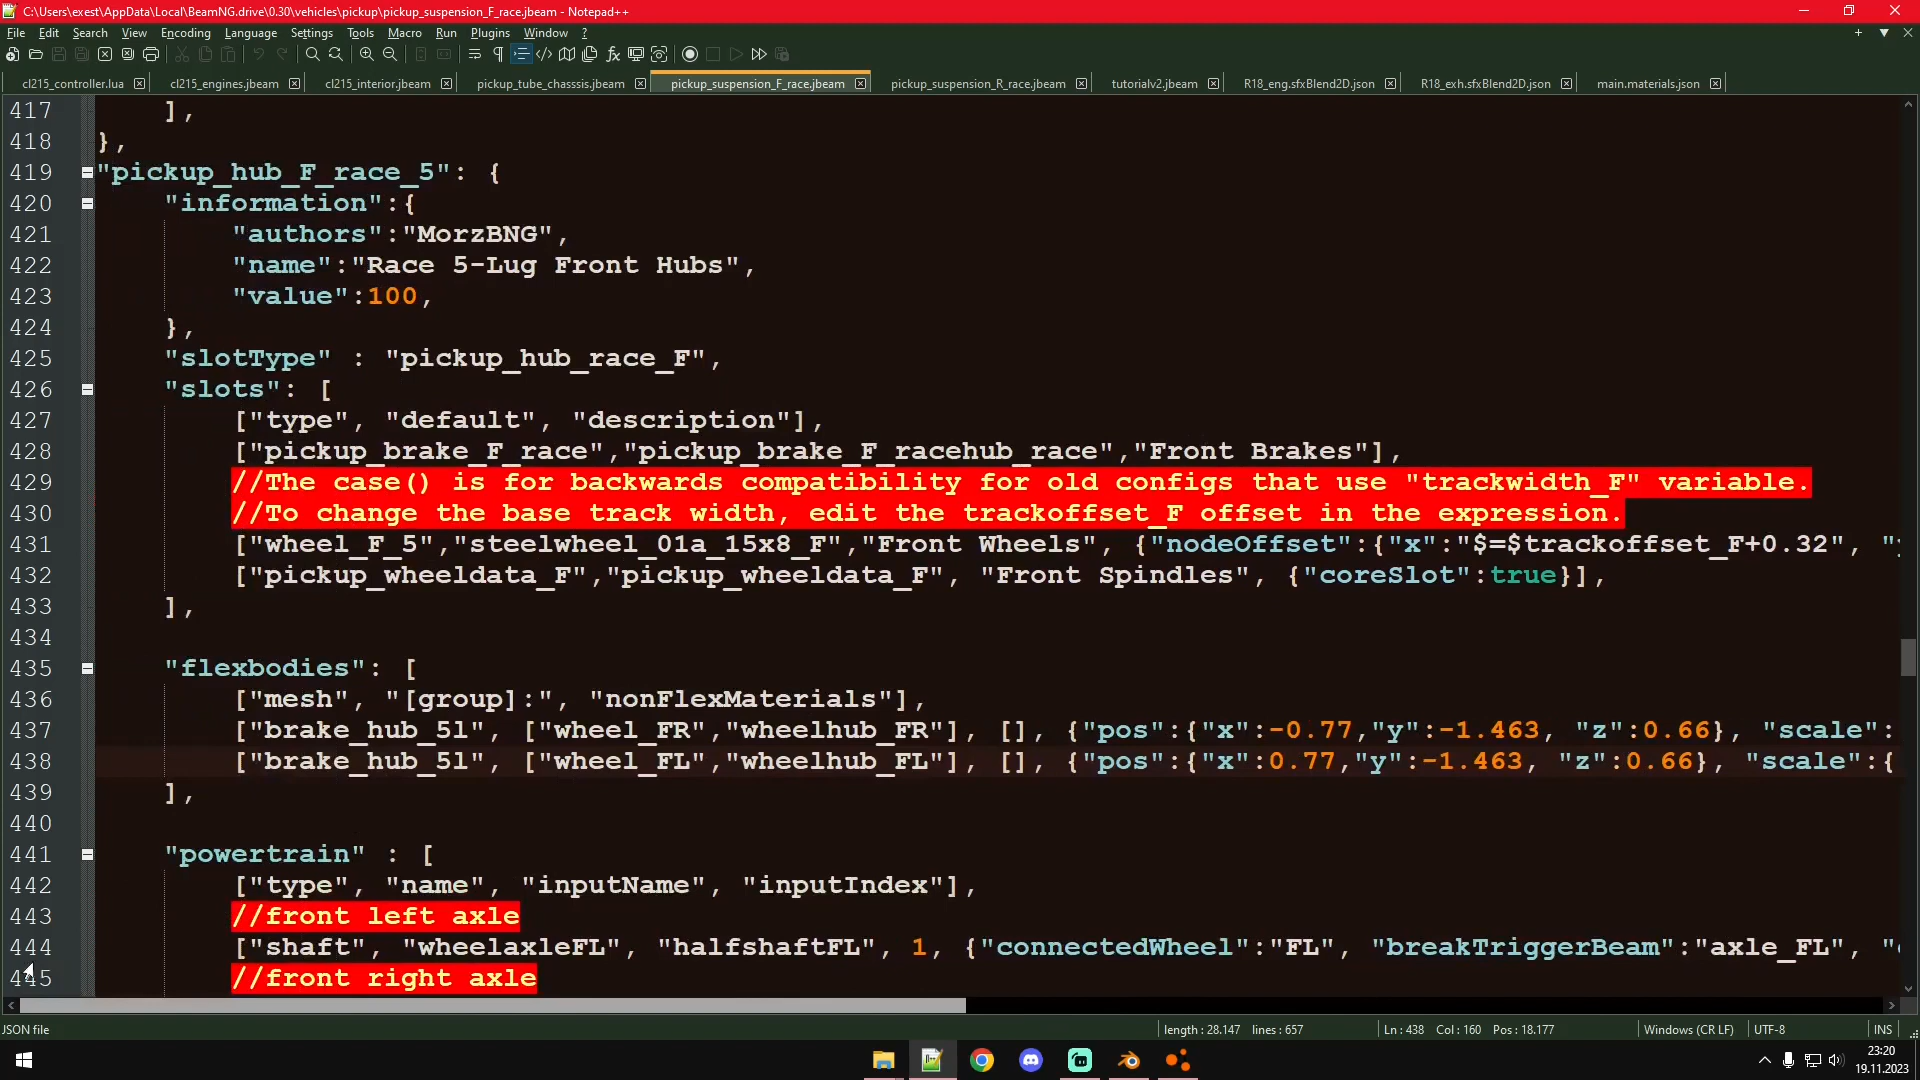 C:\Users\exest\AppData\Local\BeamNG.drive\0.30\vehicles\pickup\pickup_suspension_F_race.jbeam - Notepad++
File Edit Search View Encoding Language Settings Tools Macro Run Plugins Window ?
cl215_controller.lua cl215_engines.jbeam cl215_interior.jbeam pickup_tube_chasssis.jbeam pickup_suspension_F_race.jbeam pickup_suspension_R_race.jbeam tutorialv2.jbeam R18_eng.sfxBlend2D.json R18_exh.sfxBlend2D.json main.materials.json
417 ],
418 },
419 "pickup_hub_F_race_5": {
420 "information":{
421 "authors":"MorzBNG",
422 "name":"Race 5-Lug Front Hubs",
423 "value":100,
424 },
425 "slotType" : "pickup_hub_race_F",
426 "slots": [
427 ["type", "default", "description"],
428 ["pickup_brake_F_race","pickup_brake_F_racehub_race","Front Brakes"],
429 //The case() is for backwards compatibility for old configs that use "trackwidth_F" variable.
430 //To change the base track width, edit the trackoffset_F offset in the expression.
431 ["wheel_F_5","steelwheel_01a_15x8_F","Front Wheels", {"nodeOffset":{"x":"$=$trackoffset_F+0.32",
432 ["pickup_wheeldata_F","pickup_wheeldata_F", "Front Spindles", {"coreSlot":true}],
433 ],
434
435 "flexbodies": [
436 ["mesh", "[group]:", "nonFlexMaterials"],
437 ["brake_hub_5l", ["wheel_FR","wheelhub_FR"], [], {"pos":{"x":-0.77,"y":-1.463, "z":0.66}, "scale":
438 ["brake_hub_5l", ["wheel_FL","wheelhub_FL"], [], {"pos":{"x":0.77,"y":-1.463, "z":0.66}, "scale":{
439 ],
440
441 "powertrain" : [
442 ["type", "name", "inputName", "inputIndex"],
443 //front left axle
444 ["shaft", "wheelaxleFL", "halfshaftFL", 1, {"connectedWheel":"FL", "breakTriggerBeam":"axle_FL",
445 //front right axle
JSON file length : 28.147 lines : 657 Ln : 438 Col : 160 Pos : 18.177 Windows (CR LF) UTF-8 INS
23:20
19.11.2023